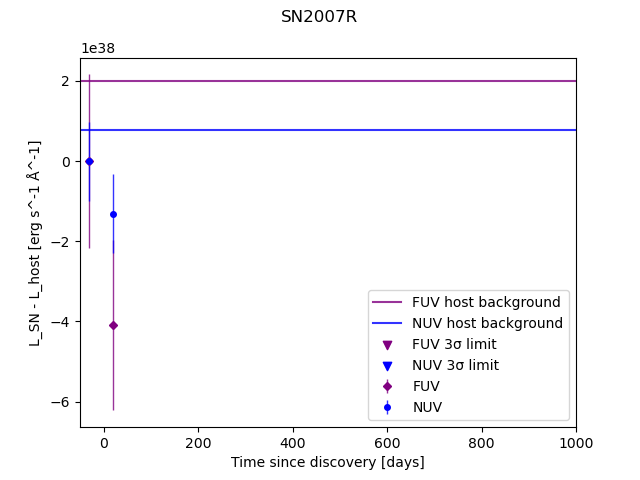 SN2007R
1e38
L_SN - L_host [erg s^-1 Å^-1]
2
0
−2
−4
−6
FUV host background
NUV host background
FUV 3σ limit
NUV 3σ limit
FUV
NUV
0 200 400 600 800 1000
Time since discovery [days]